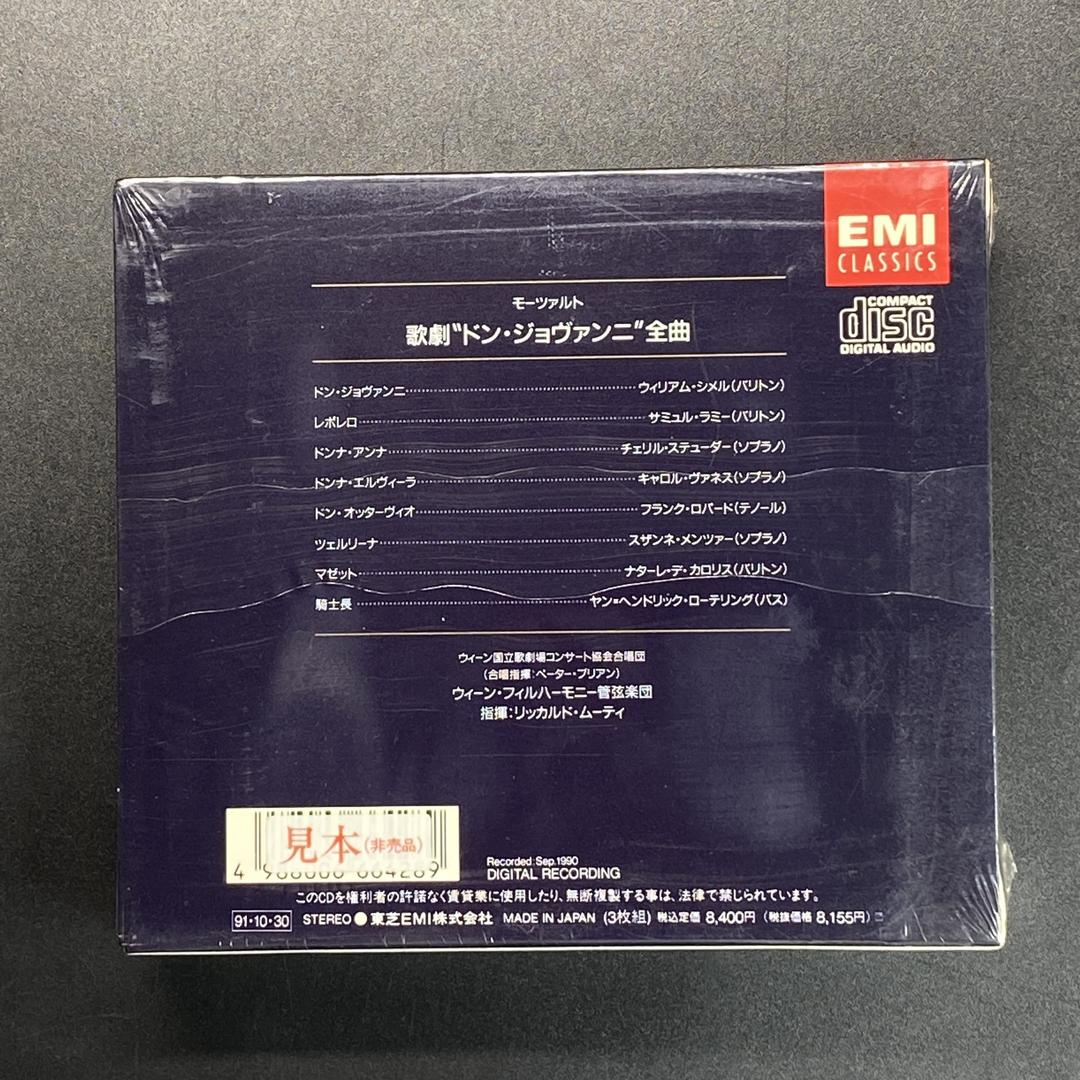 EMI
CLASSICS
COMPACT
disc
DIGITAL AUDIO
モーツァルト
歌劇“ドン・ジョヴァンニ”全曲
ドン・ジョヴァンニ……ウィリアム・シメル(バリトン)
レポレロ……サミュル・ラミー(バリトン)
ドンナ・アンナ……チェリル・ステューダー(ソプラノ)
ドンナ・エルヴィーラ……キャロル・ヴァネス(ソプラノ)
ドン・オッターヴィオ……フランク・ロパード(テノール)
ツェルリーナ……スザンネ・メンツァー(ソプラノ)
マゼット……ナターレ・デ・カロリス(バリトン)
騎士長……ヤン=ヘンドリック・ローテリング(バス)
ウィーン国立歌劇場コンサート協会合唱団
(合唱指揮:ペーター・ブリアン)
ウィーン・フィルハーモニー管弦楽団
指揮:リッカルド・ムーティ
見本(非売品)
Recorded:Sep.1990
DIGITAL RECORDING
このCDを権利者の許諾なく賃貸業に使用したり、無断複製する事は、法律で禁じられています。
91・10・30 STEREO 東芝EMI株式会社 MADE IN JAPAN (3枚組) 税込定価 8,400円 (税抜価格 8,155円)